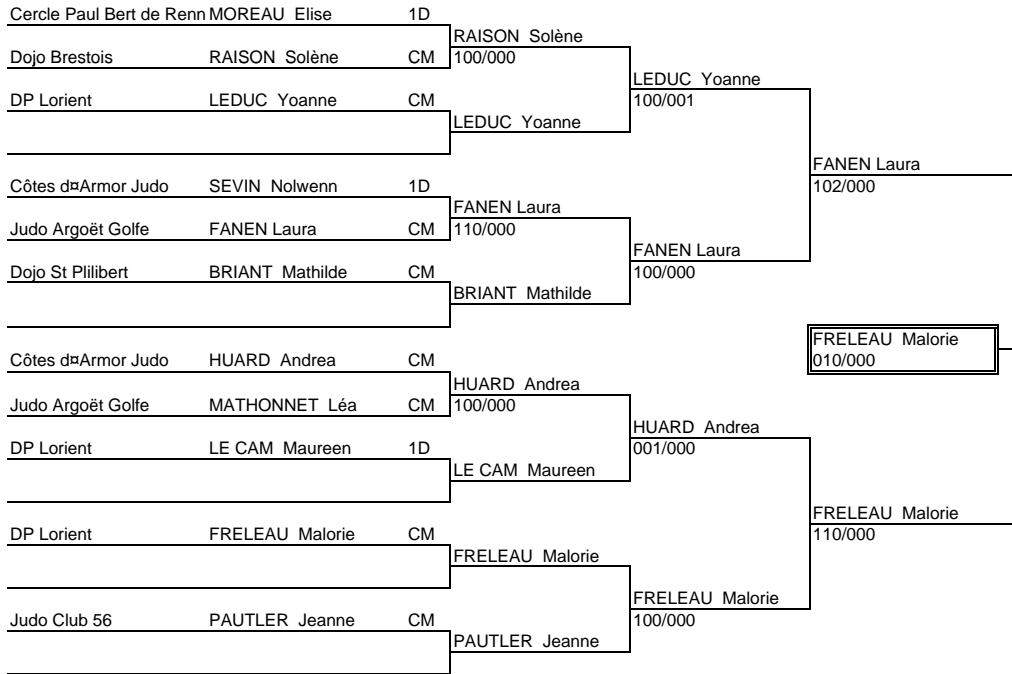 Cercle Paul Bert de Renn MOREAU Elise 1D
RAISON Solène
Dojo Brestois RAISON Solène CM 100/000
LEDUC Yoanne
DP Lorient LEDUC Yoanne CM 100/001
LEDUC Yoanne
FANEN Laura
Côtes d¤Armor Judo SEVIN Nolwenn 1D 102/000
FANEN Laura
Judo Argoët Golfe FANEN Laura CM 110/000
FANEN Laura
Dojo St Plilibert BRIANT Mathilde CM 100/000
BRIANT Mathilde
FRELEAU Malorie
Côtes d¤Armor Judo HUARD Andrea CM 010/000
HUARD Andrea
Judo Argoët Golfe MATHONNET Léa CM 100/000
HUARD Andrea
DP Lorient LE CAM Maureen 1D 001/000
LE CAM Maureen
FRELEAU Malorie
DP Lorient FRELEAU Malorie CM 110/000
FRELEAU Malorie
FRELEAU Malorie
Judo Club 56 PAUTLER Jeanne CM 100/000
PAUTLER Jeanne